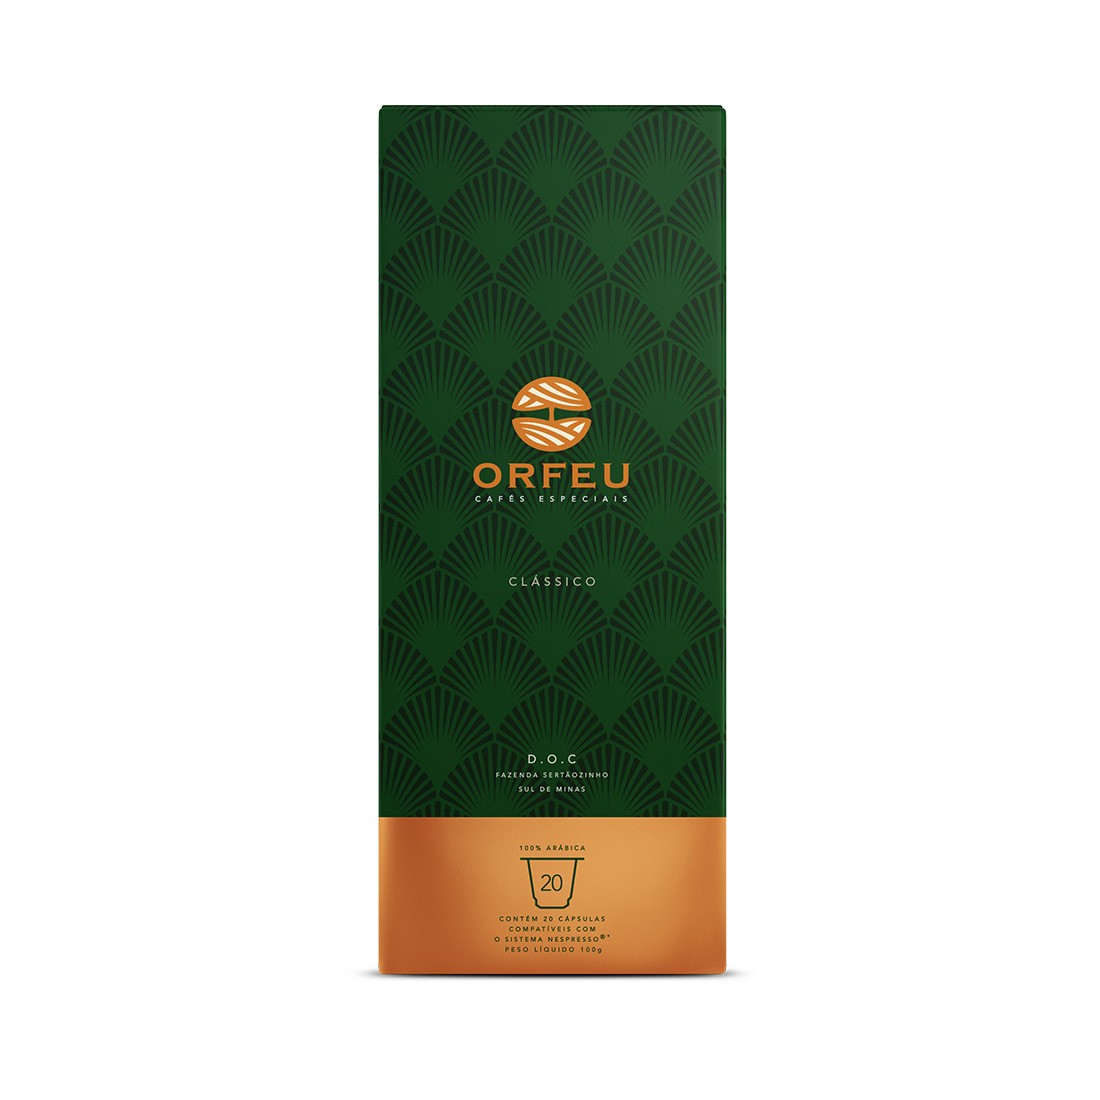 ORFEU
CAFÉS ESPECIAIS
CLÁSSICO
D.O.C
FAZENDA SERTÃOZINHO
SUL DE MINAS
100% ARÁBICA
20
CONTÉM 20 CÁPSULAS
COMPATÍVEIS COM
O SISTEMA NESPRESSO®*
PESO LÍQUIDO 100g